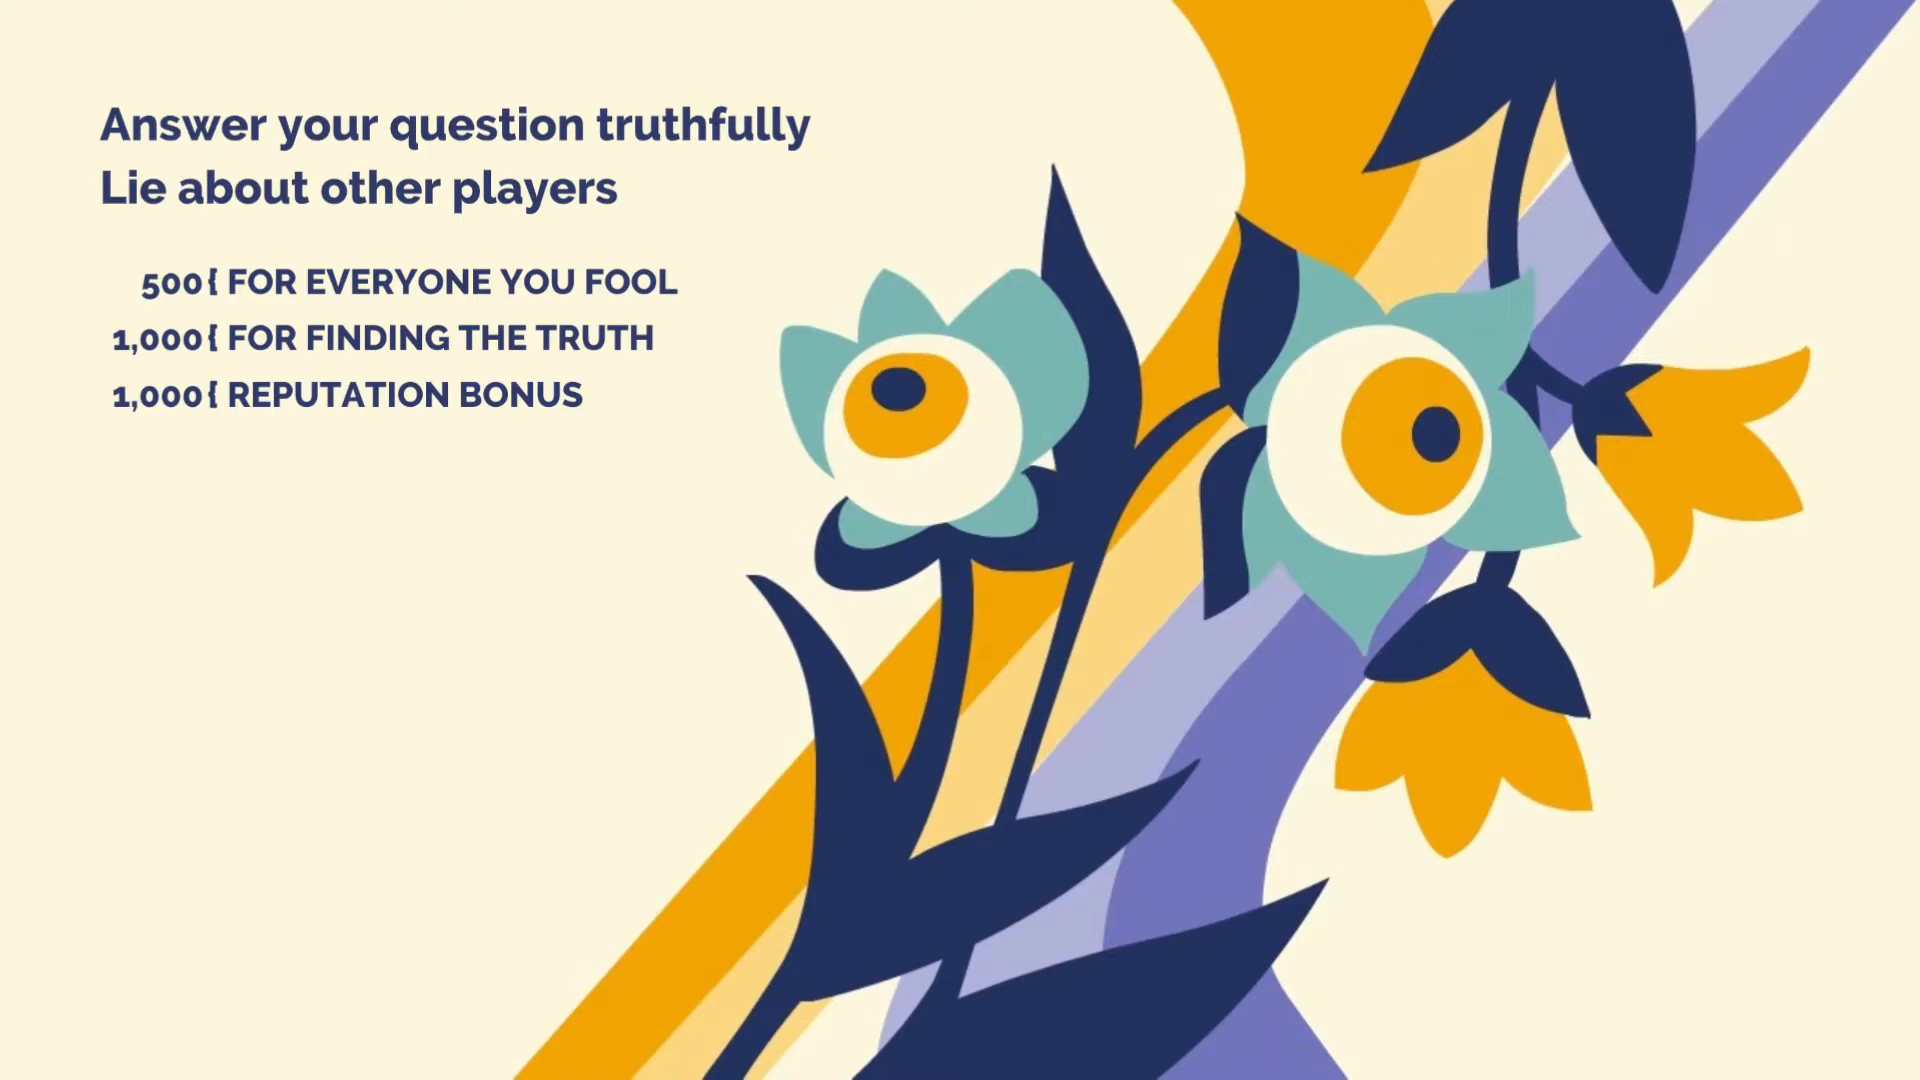 Answer your question truthfully
Lie about other players
500{ FOR EVERYONE YOU FOOL
1,000{ FOR FINDING THE TRUTH
1,000{ REPUTATION BONUS